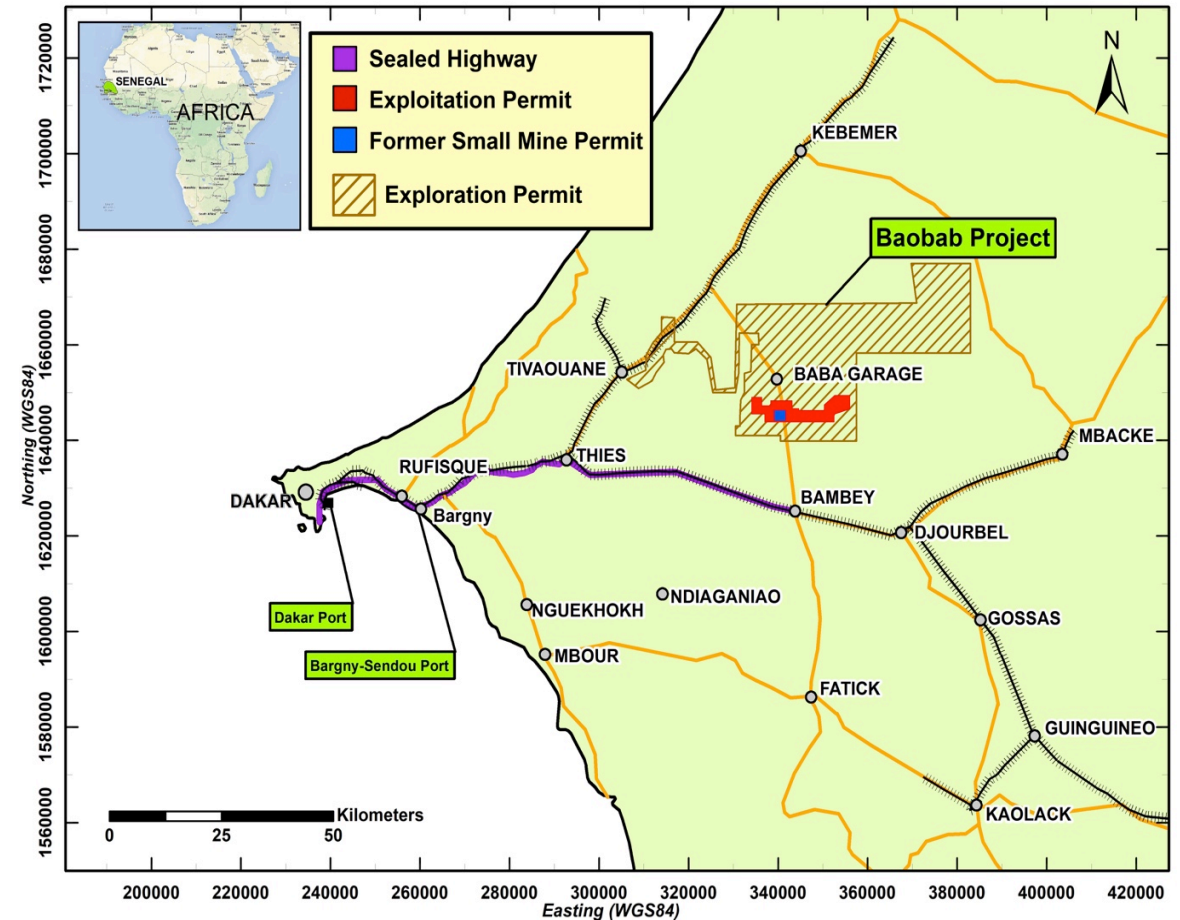 SENEGAL
AFRICA
Sealed Highway
Exploitation Permit
Former Small Mine Permit
Exploration Permit
N
KEBEMER
Baobab Project
TIVAOUANE
BABA GARAGE
MBACKE
THIES
RUFISQUE
DAKAR
Bargny
BAMBEY
DJOURBEL
Dakar Port
NGUEKHOKH
NDIAGANIAO
GOSSAS
Bargny-Sendou Port
MBOUR
FATICK
GUINGUINEO
KAOLACK
Kilometers
0 25 50
1720000
1700000
1680000
1660000
1640000
1620000
1600000
1580000
1560000
Northing (WGS84)
200000 220000 240000 260000 280000 300000 320000 340000 360000 380000 400000 420000
Easting (WGS84)